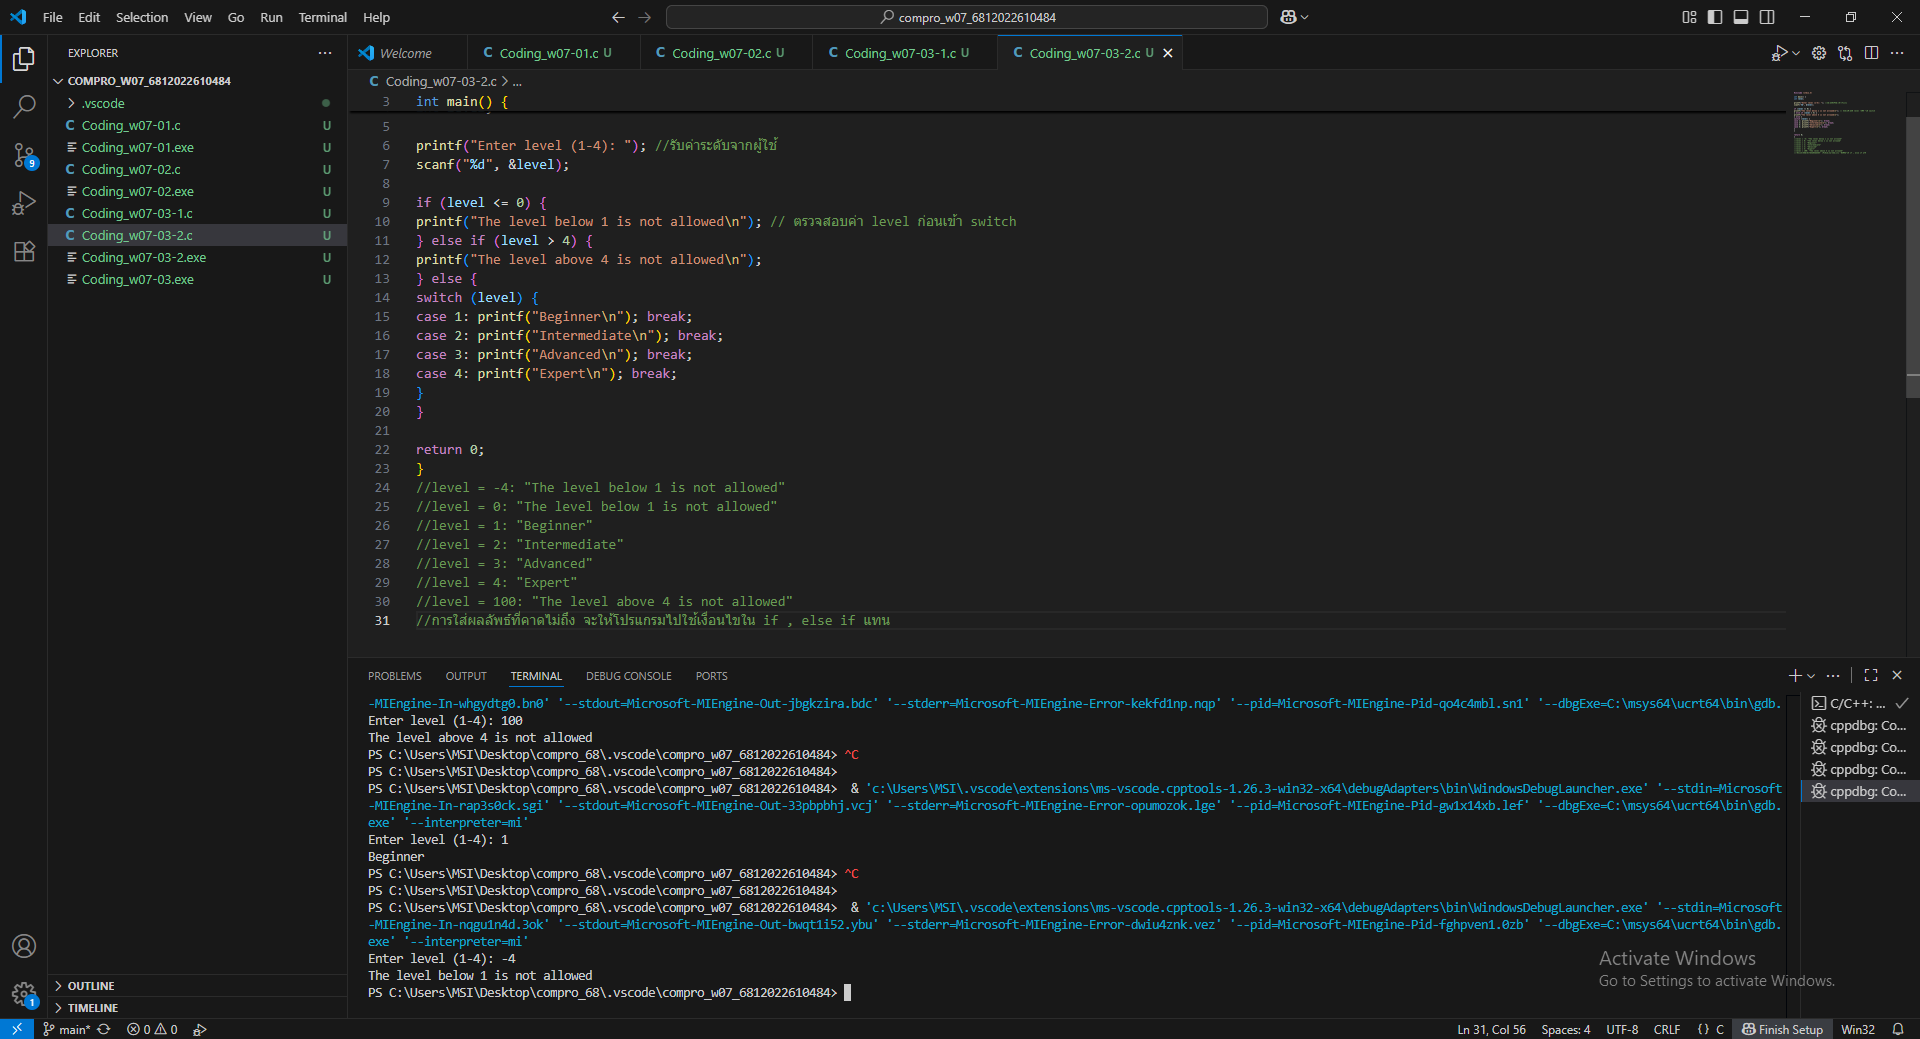 File Edit Selection View Go Run Terminal Help
compro_w07_6812022610484
EXPLORER
COMPRO_W07_6812022610484
.vscode
C Coding_w07-01.c U
Coding_w07-01.exe U
C Coding_w07-02.c U
Coding_w07-02.exe U
C Coding_w07-03-1.c U
C Coding_w07-03-2.c U
Coding_w07-03-2.exe U
Coding_w07-03.exe U
9
OUTLINE
TIMELINE
1
Welcome C Coding_w07-01.c U C Coding_w07-02.c U C Coding_w07-03-1.c U C Coding_w07-03-2.c U
C Coding_w07-03-2.c > ...
3 int main() {
5
6 printf("Enter level (1-4): "); //รับค่าระดับจากผู้ใช้
7 scanf("%d", &level);
8
9 if (level <= 0) {
10 printf("The level below 1 is not allowed\n"); // ตรวจสอบค่า level ก่อนเข้า switch
11 } else if (level > 4) {
12 printf("The level above 4 is not allowed\n");
13 } else {
14 switch (level) {
15 case 1: printf("Beginner\n"); break;
16 case 2: printf("Intermediate\n"); break;
17 case 3: printf("Advanced\n"); break;
18 case 4: printf("Expert\n"); break;
19 }
20 }
21
22 return 0;
23 }
24 //level = -4: "The level below 1 is not allowed"
25 //level = 0: "The level below 1 is not allowed"
26 //level = 1: "Beginner"
27 //level = 2: "Intermediate"
28 //level = 3: "Advanced"
29 //level = 4: "Expert"
30 //level = 100: "The level above 4 is not allowed"
31 //การใส่ผลลัพธ์ที่คาดไม่ถึง จะให้โปรแกรมไปใช้เงื่อนไขใน if , else if แทน
PROBLEMS OUTPUT TERMINAL DEBUG CONSOLE PORTS
-MIEngine-In-whgydtg0.bn0' '--stdout=Microsoft-MIEngine-Out-jbgkzira.bdc' '--stderr=Microsoft-MIEngine-Error-kekfd1np.nqp' '--pid=Microsoft-MIEngine-Pid-qo4c4mbl.sn1' '--dbgExe=C:\msys64\ucrt64\bin\gdb.
Enter level (1-4): 100
The level above 4 is not allowed
PS C:\Users\MSI\Desktop\compro_68\.vscode\compro_w07_6812022610484> ^C
PS C:\Users\MSI\Desktop\compro_68\.vscode\compro_w07_6812022610484>
PS C:\Users\MSI\Desktop\compro_68\.vscode\compro_w07_6812022610484> & 'c:\Users\MSI\.vscode\extensions\ms-vscode.cpptools-1.26.3-win32-x64\debugAdapters\bin\WindowsDebugLauncher.exe' '--stdin=Microsoft
-MIEngine-In-rap3s0ck.sgi' '--stdout=Microsoft-MIEngine-Out-33pbpbhj.vcj' '--stderr=Microsoft-MIEngine-Error-opumozok.lge' '--pid=Microsoft-MIEngine-Pid-gw1x14xb.lef' '--dbgExe=C:\msys64\ucrt64\bin\gdb.
exe' '--interpreter=mi'
Enter level (1-4): 1
Beginner
PS C:\Users\MSI\Desktop\compro_68\.vscode\compro_w07_6812022610484> ^C
PS C:\Users\MSI\Desktop\compro_68\.vscode\compro_w07_6812022610484>
PS C:\Users\MSI\Desktop\compro_68\.vscode\compro_w07_6812022610484> & 'c:\Users\MSI\.vscode\extensions\ms-vscode.cpptools-1.26.3-win32-x64\debugAdapters\bin\WindowsDebugLauncher.exe' '--stdin=Microsoft
-MIEngine-In-nqgu1n4d.3ok' '--stdout=Microsoft-MIEngine-Out-bwqt1i52.ybu' '--stderr=Microsoft-MIEngine-Error-dwiu4znk.vez' '--pid=Microsoft-MIEngine-Pid-fghpven1.0zb' '--dbgExe=C:\msys64\ucrt64\bin\gdb.
exe' '--interpreter=mi'
Enter level (1-4): -4
The level below 1 is not allowed
PS C:\Users\MSI\Desktop\compro_68\.vscode\compro_w07_6812022610484>
C/C++: ...
cppdbg: Co...
cppdbg: Co...
cppdbg: Co...
cppdbg: Co...
Activate Windows
Go to Settings to activate Windows.
main* 0 0 Ln 31, Col 56 Spaces: 4 UTF-8 CRLF {} C Finish Setup Win32